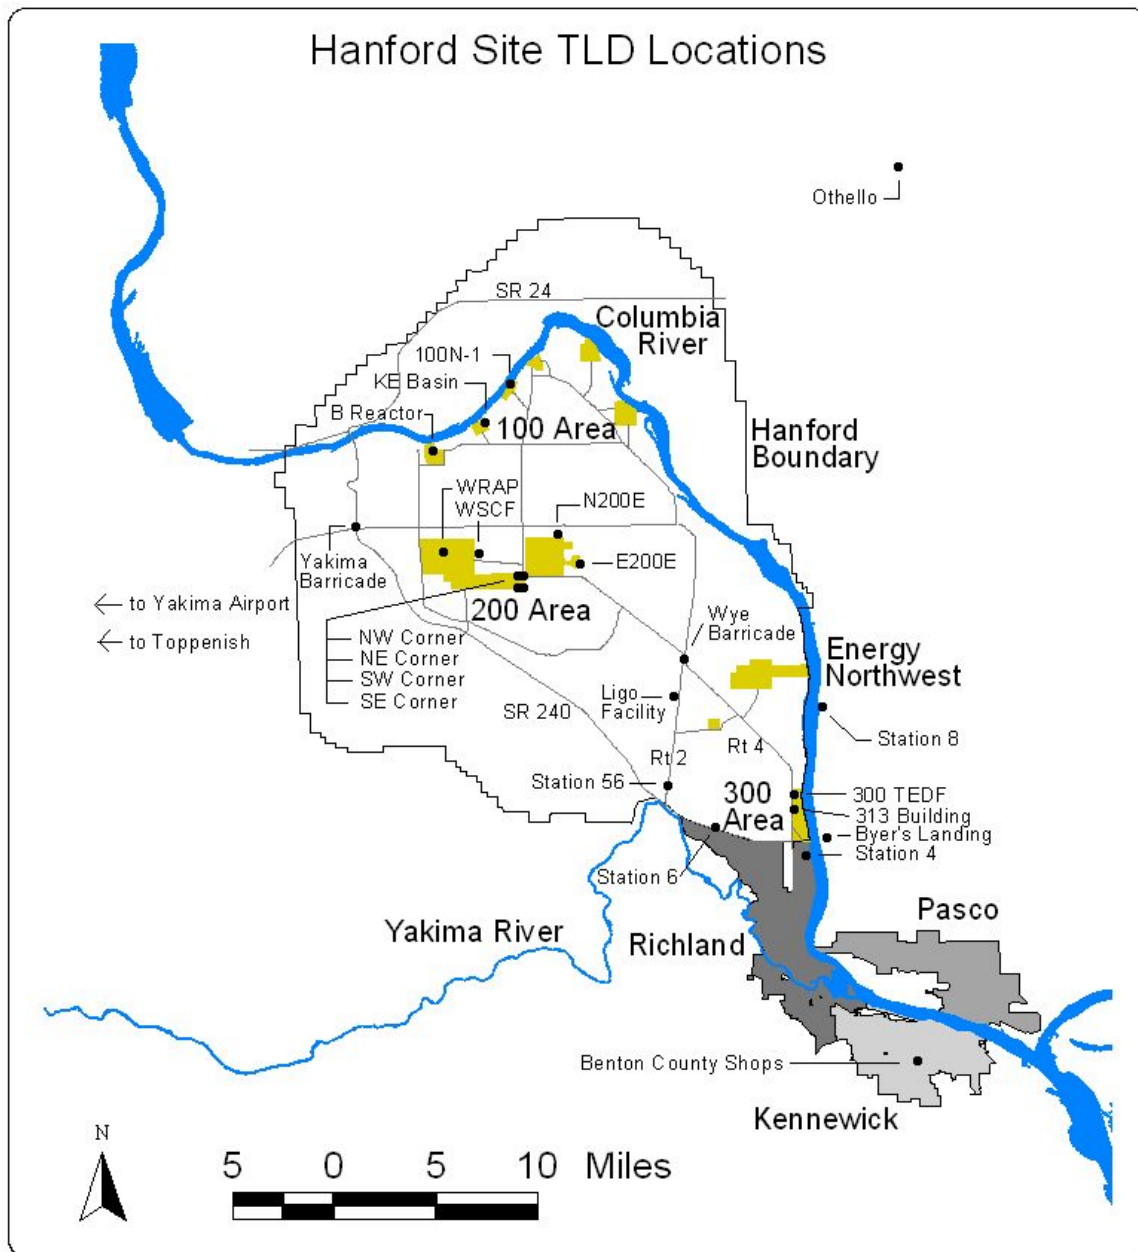 Hanford Site TLD Locations
Othello
SR 24
Columbia
River
100N-1
KE Basin
B Reactor
100 Area
Hanford
Boundary
WRAP
WSCF
N200E
Yakima
Barricade
E200E
to Yakima Airport
200 Area
Wye
Barricade
to Toppenish
NW Corner
NE Corner
SW Corner
SE Corner
Energy
Northwest
Ligo
Facility
SR 240
Station 8
Rt 2
Rt 4
Station 56
300
Area
300 TEDF
313 Building
Byer's Landing
Station 4
Station 6
Pasco
Yakima River
Richland
Benton County Shops
Kennewick
N
5 0 5 10 Miles